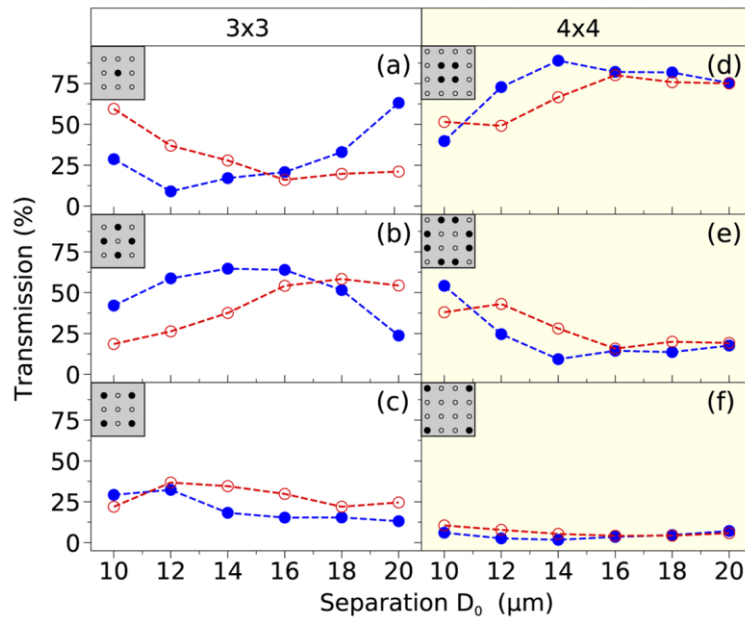 3x3 4x4
(a) (d)
75
50
25
0
(b) (e)
75
50
25
0
(c) (f)
75
50
25
0
Transmission (%)
10 12 14 16 18 20 10 12 14 16 18 20
Separation D₀ (μm)